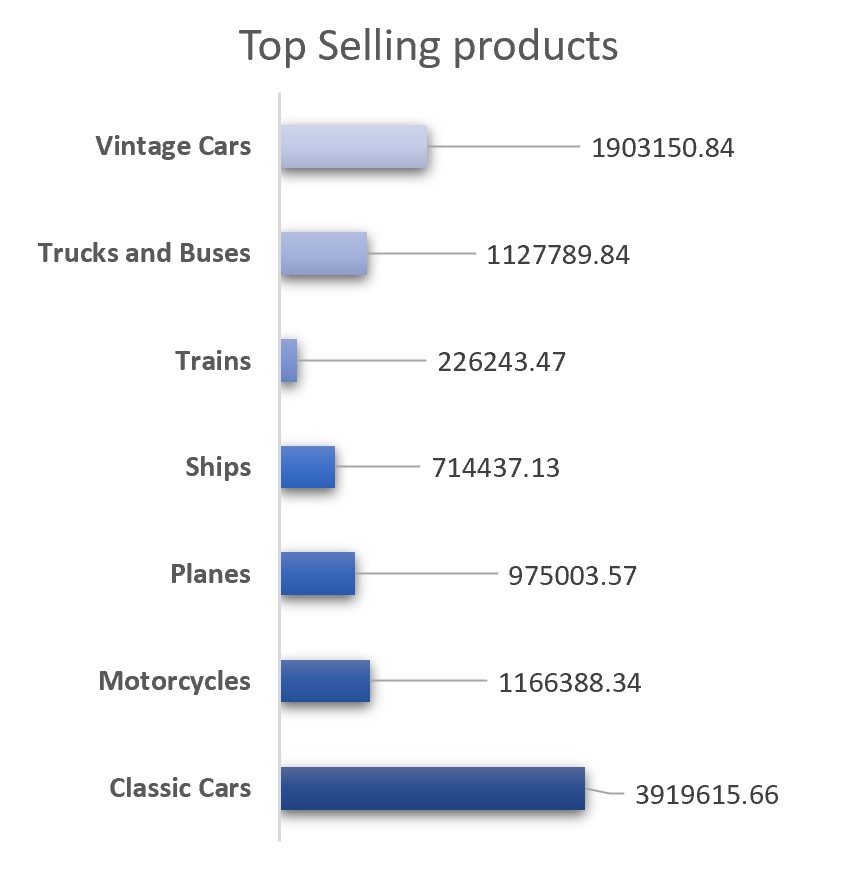 Top Selling products
Vintage Cars 1903150.84
Trucks and Buses 1127789.84
Trains 226243.47
Ships 714437.13
Planes 975003.57
Motorcycles 1166388.34
Classic Cars 3919615.66